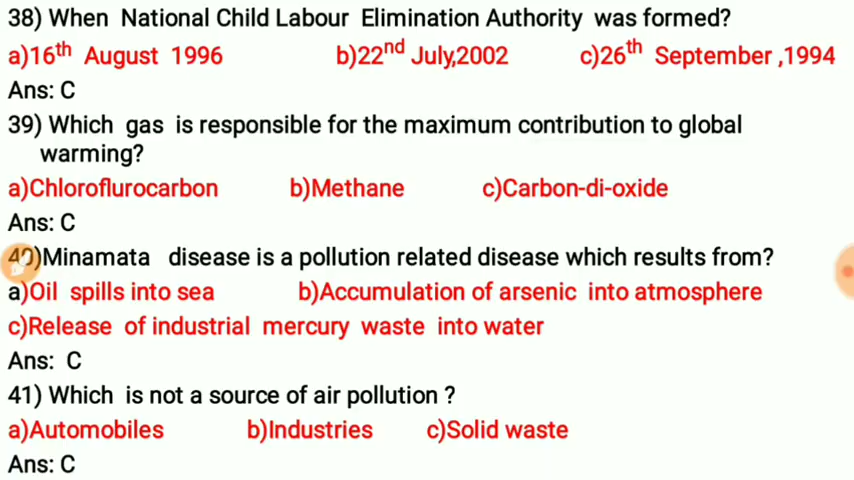 38) When National Child Labour Elimination Authority was formed?
a)16th August 1996 b)22nd July,2002 c)26th September ,1994
Ans: C
39) Which gas is responsible for the maximum contribution to global
warming?
a)Chloroflurocarbon b)Methane c)Carbon-di-oxide
Ans: C
40)Minamata disease is a pollution related disease which results from?
a)Oil spills into sea b)Accumulation of arsenic into atmosphere
c)Release of industrial mercury waste into water
Ans: C
41) Which is not a source of air pollution ?
a)Automobiles b)Industries c)Solid waste
Ans: C